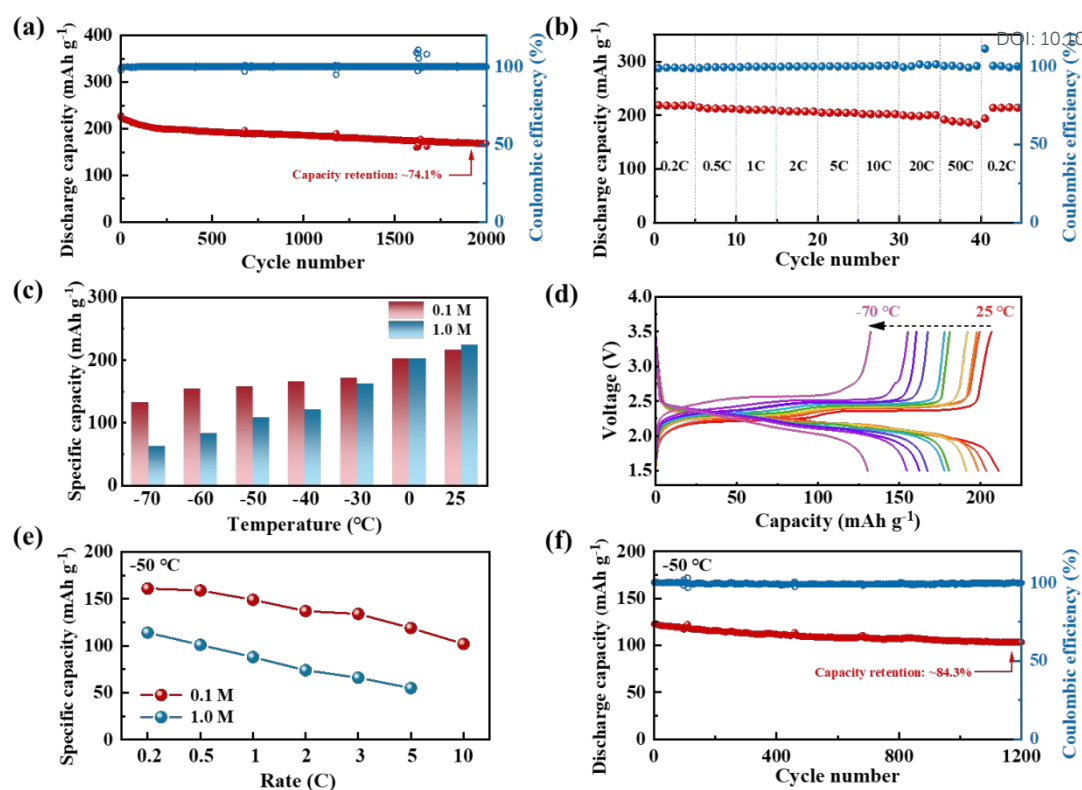 (a)
Discharge capacity (mAh g⁻¹)
400
350
300
250
200
150
100
50
0
Capacity retention: ~74.1%
100
50
0
Coulombic efficiency (%)
0
500
1000
1500
2000
Cycle number
(b)
DOI: 10.10
Discharge capacity (mAh g⁻¹)
300
200
100
0
0.2C
0.5C
1C
2C
5C
10C
20C
50C
0.2C
100
50
0
Coulombic efficiency (%)
0
10
20
30
40
Cycle number
(c)
Specific capacity (mAh g⁻¹)
300
200
100
0
0.1 M
1.0 M
-70
-60
-50
-40
-30
0
25
Temperature (°C)
(d)
Voltage (V)
4.0
3.5
3.0
2.5
2.0
1.5
-70 °C
25 °C
0
50
100
150
200
Capacity (mAh g⁻¹)
(e)
Specific capacity (mAh g⁻¹)
200
150
100
50
0
-50 °C
0.1 M
1.0 M
0.2
0.5
1
2
3
5
10
Rate (C)
(f)
Discharge capacity (mAh g⁻¹)
200
150
100
50
0
-50 °C
Capacity retention: ~84.3%
100
50
0
Coulombic efficiency (%)
0
400
800
1200
Cycle number